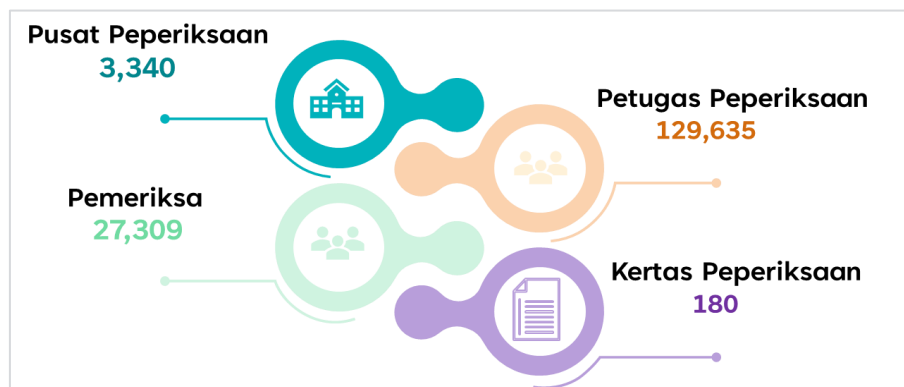 Pusat Peperiksaan
3,340
Petugas Peperiksaan
129,635
Pemeriksa
27,309
Kertas Peperiksaan
180